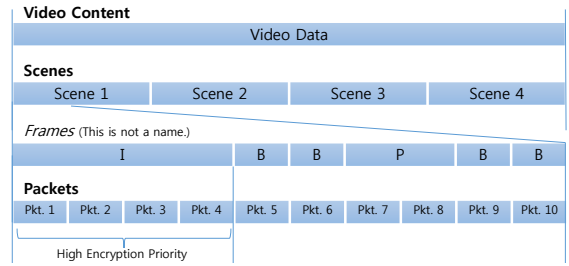 Video Content
Video Data
Scenes
Scene 1 Scene 2 Scene 3 Scene 4
Frames (This is not a name.)
I B B P B B
Packets
Pkt. 1 Pkt. 2 Pkt. 3 Pkt. 4 Pkt. 5 Pkt. 6 Pkt. 7 Pkt. 8 Pkt. 9 Pkt. 10
High Encryption Priority